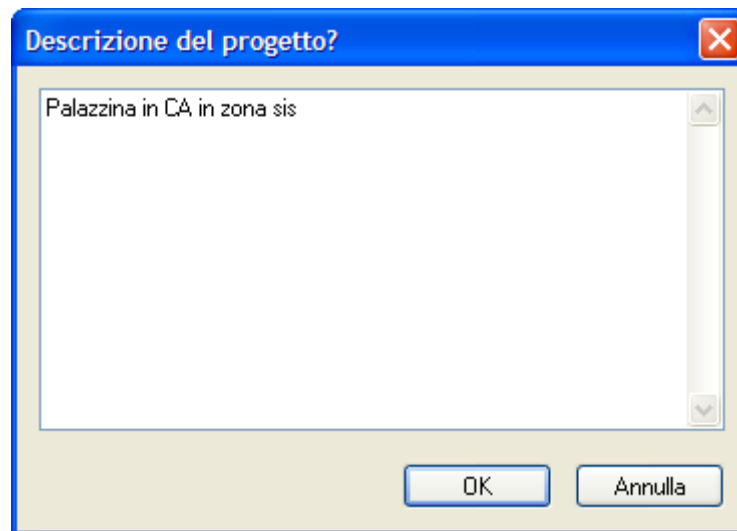 Descrizione del progetto?
Palazzina in CA in zona sis
OK
Annulla